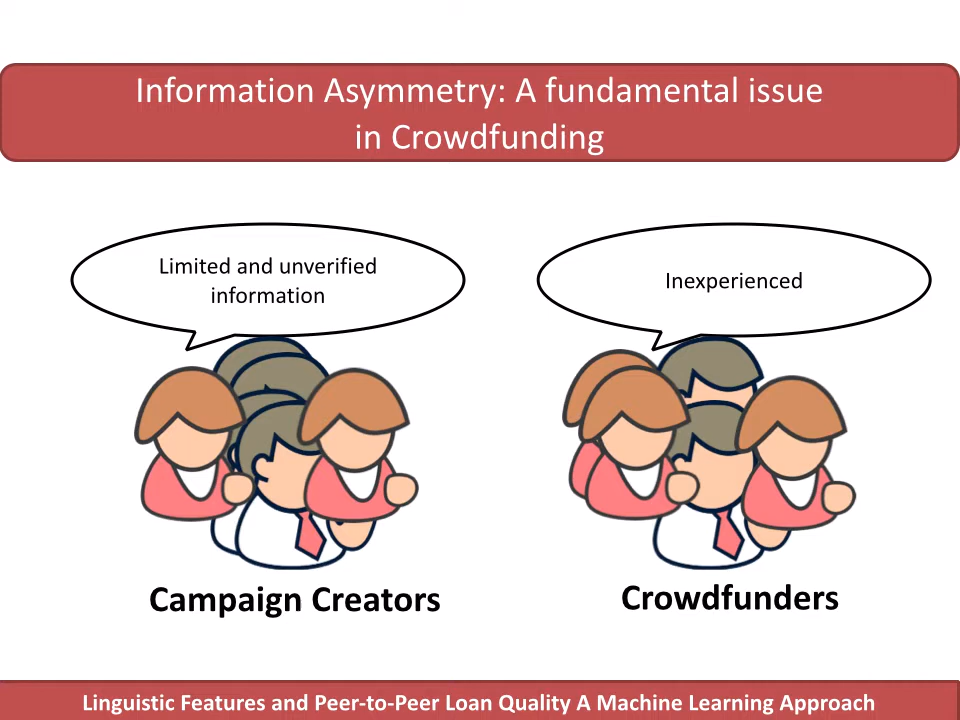 Information Asymmetry: A fundamental issue
in Crowdfunding
Limited and unverified
information
Inexperienced
Campaign Creators
Crowdfunders
Linguistic Features and Peer-to-Peer Loan Quality A Machine Learning Approach